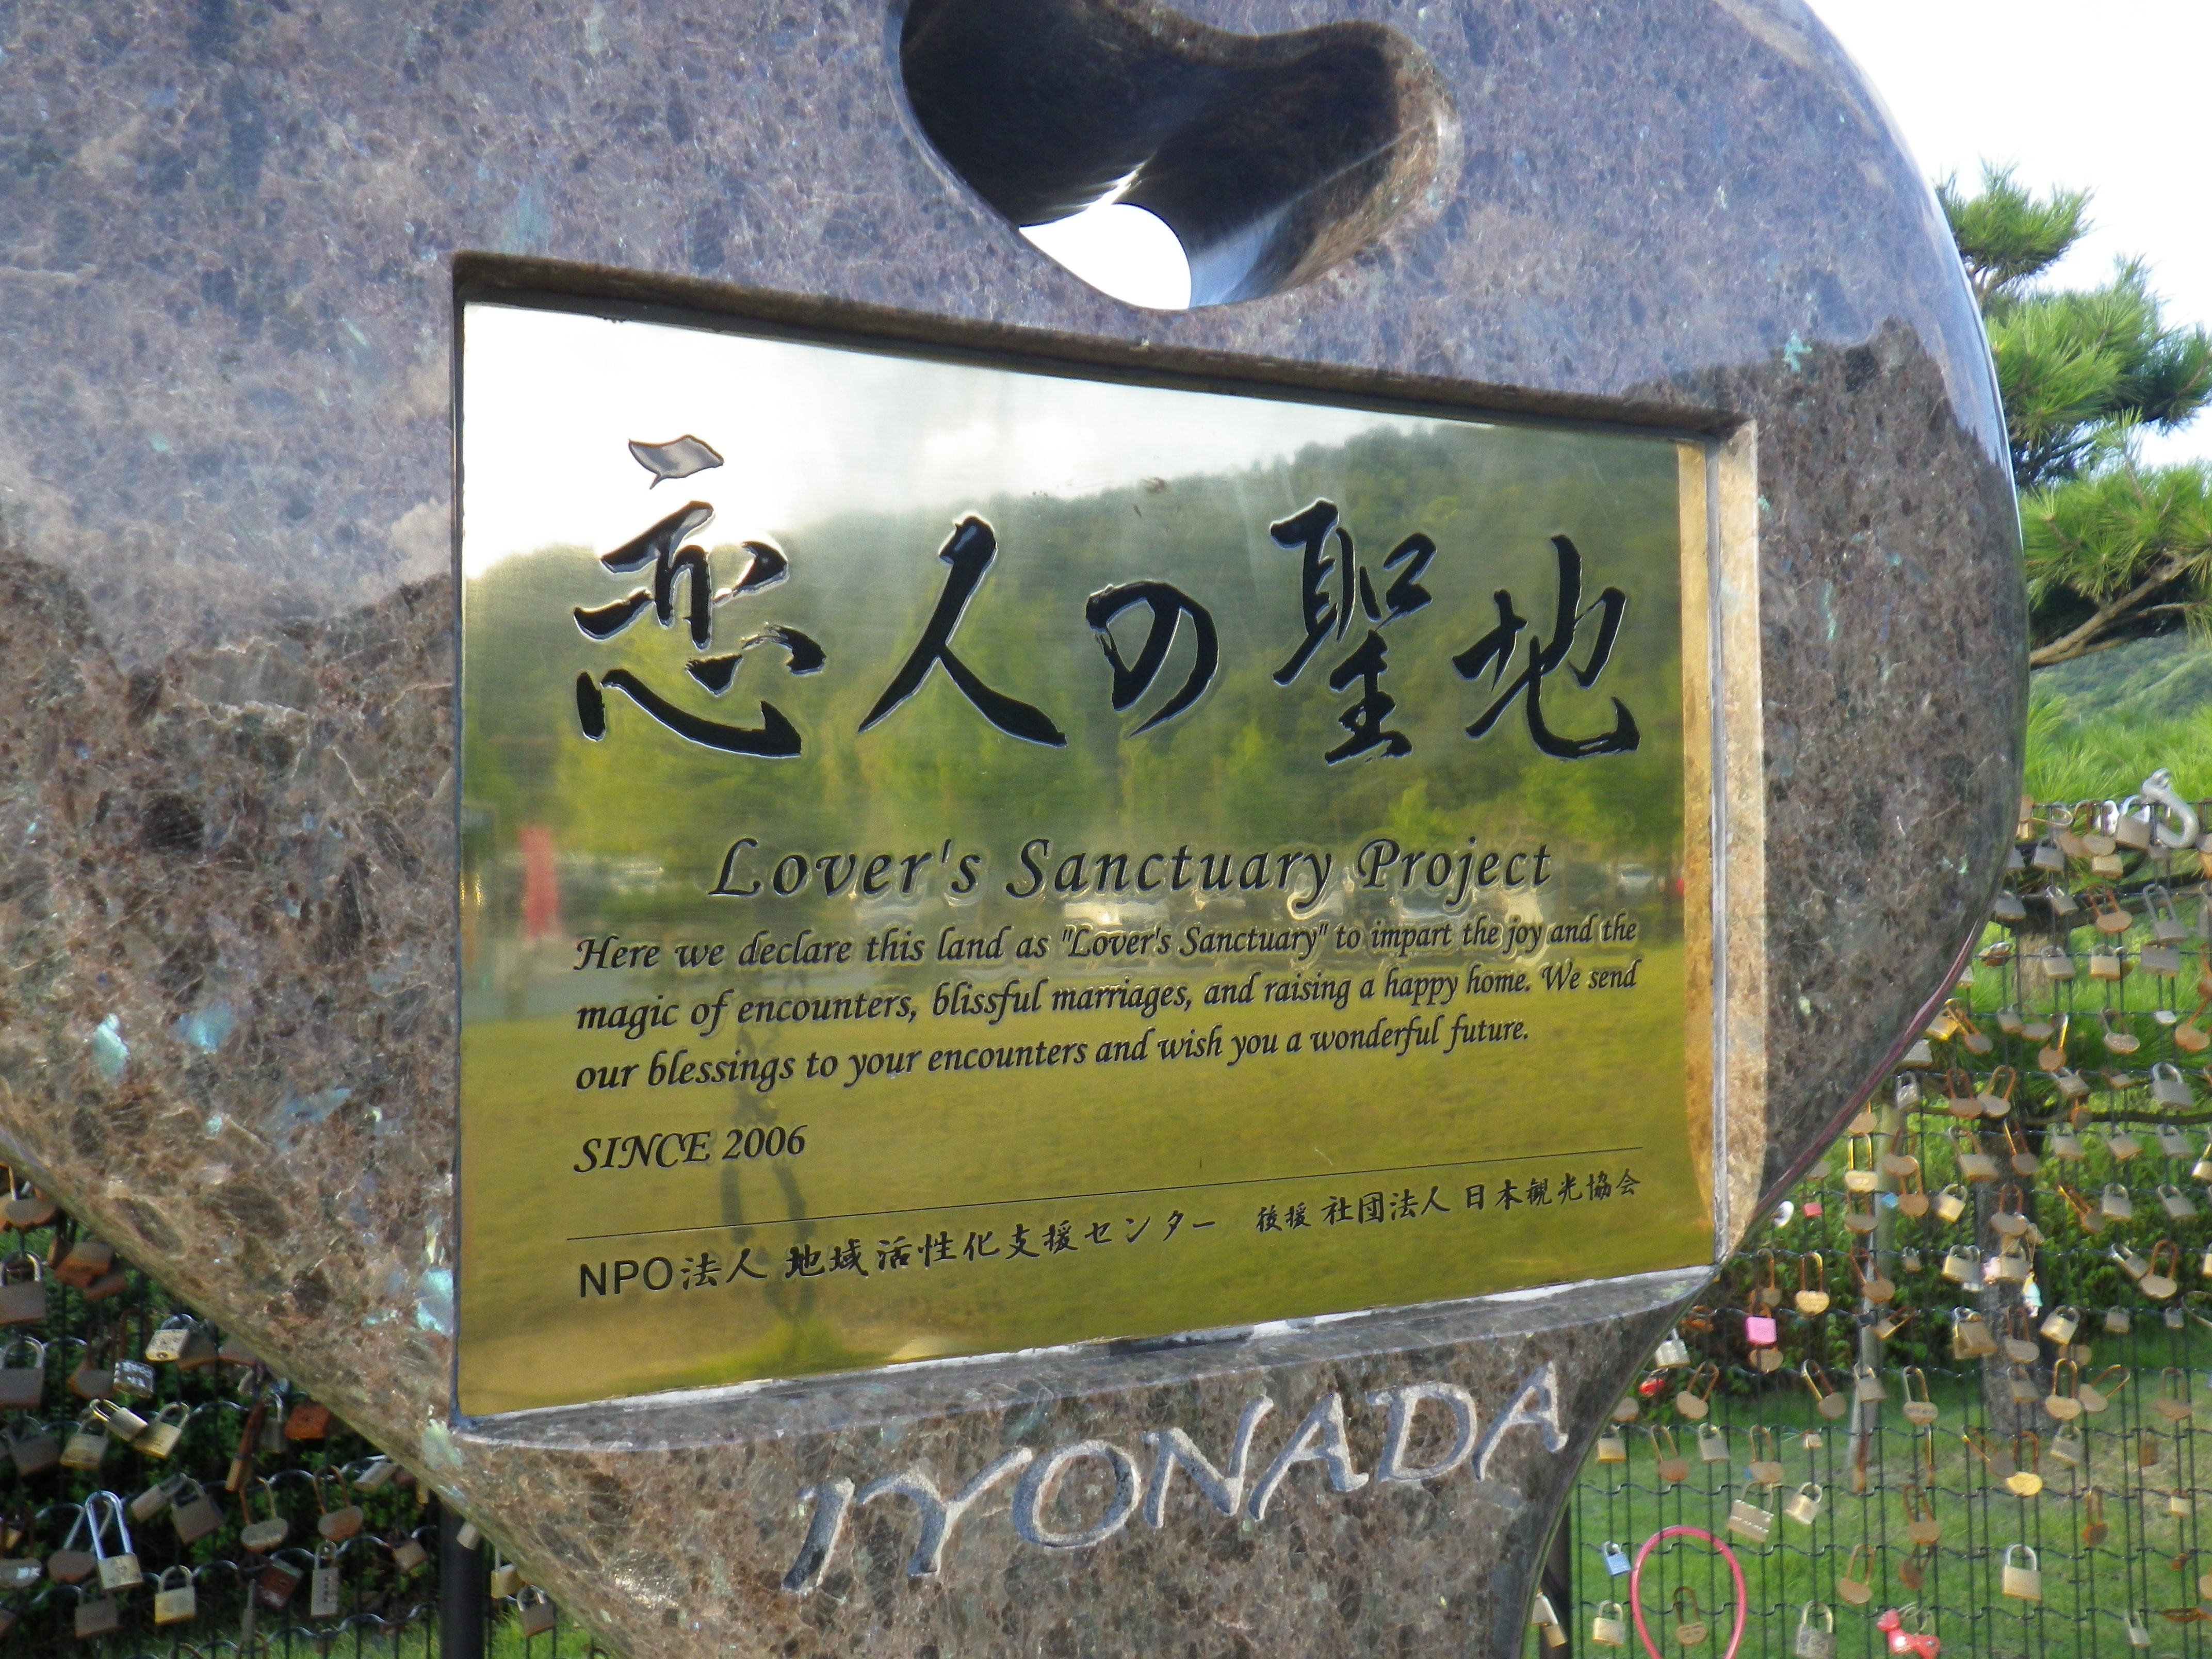 恋人の聖地
Lover's Sanctuary Project
Here we declare this land as "Lover's Sanctuary" to impart the joy and the
magic of encounters, blissful marriages, and raising a happy home. We send
our blessings to your encounters and wish you a wonderful future.
SINCE 2006
NPO法人 地域活性化支援センター 後援 社団法人 日本観光協会
IYONADA